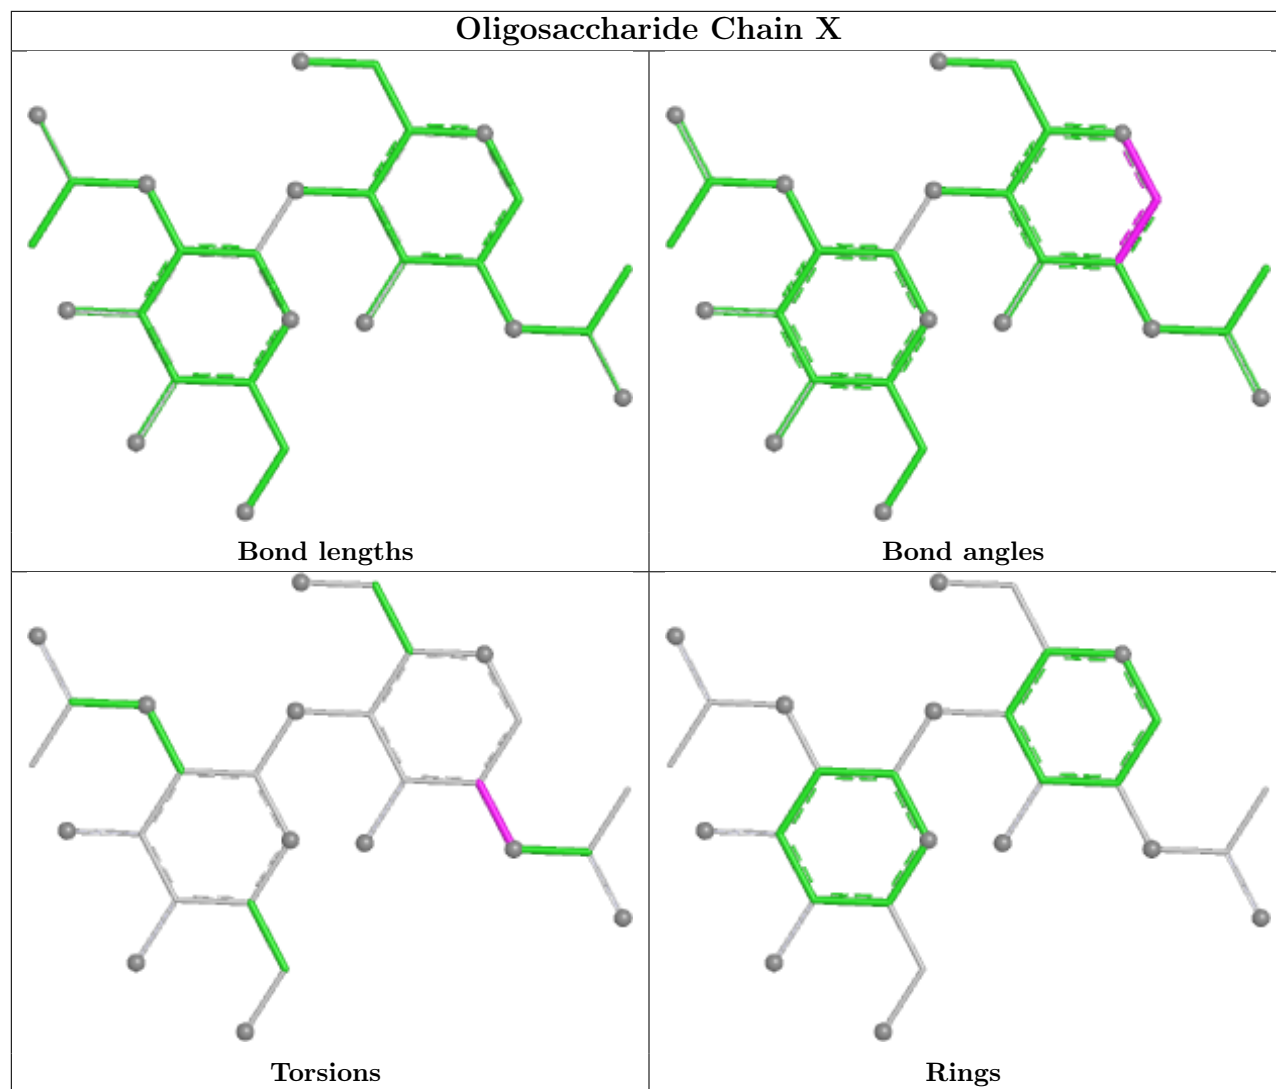 Oligosaccharide Chain X
Bond lengths
Bond angles
Torsions
Rings